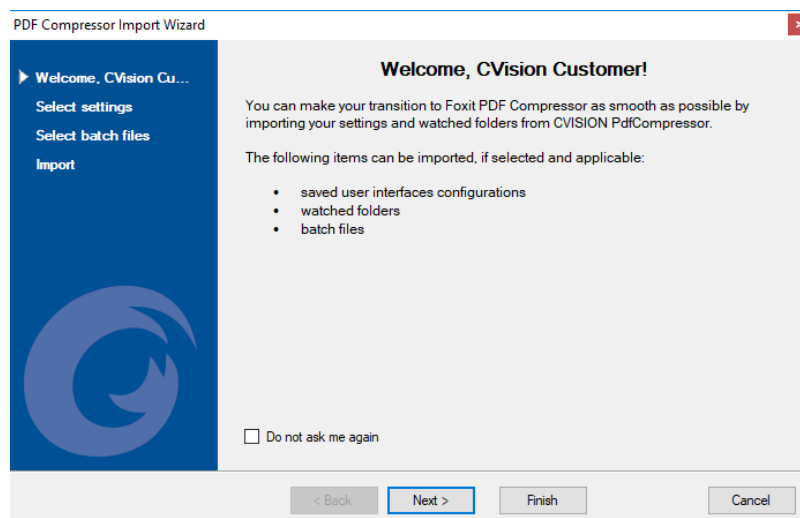 PDF Compressor Import Wizard
Welcome, CVision Cu...
Select settings
Select batch files
Import
Welcome, CVision Customer!
You can make your transition to Foxit PDF Compressor as smooth as possible by
importing your settings and watched folders from CVISION PdfCompressor.
The following items can be imported, if selected and applicable:
• saved user interfaces configurations
• watched folders
• batch files
Do not ask me again
< Back Next > Finish Cancel